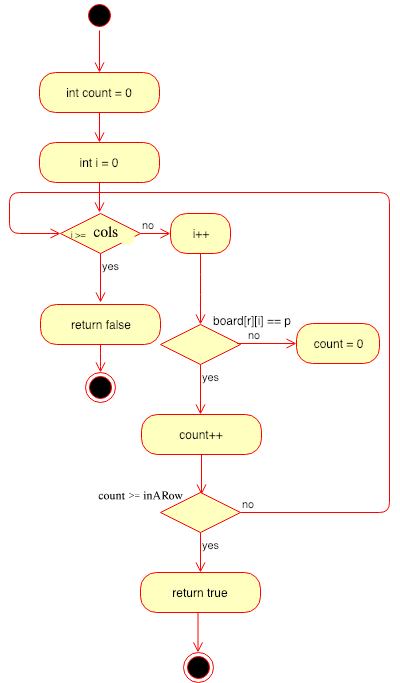 int count = 0
int i = 0
i >= cols
no
i++
yes
board[r][i] == p
no
return false
count = 0
yes
count++
count >= inARow
no
yes
return true